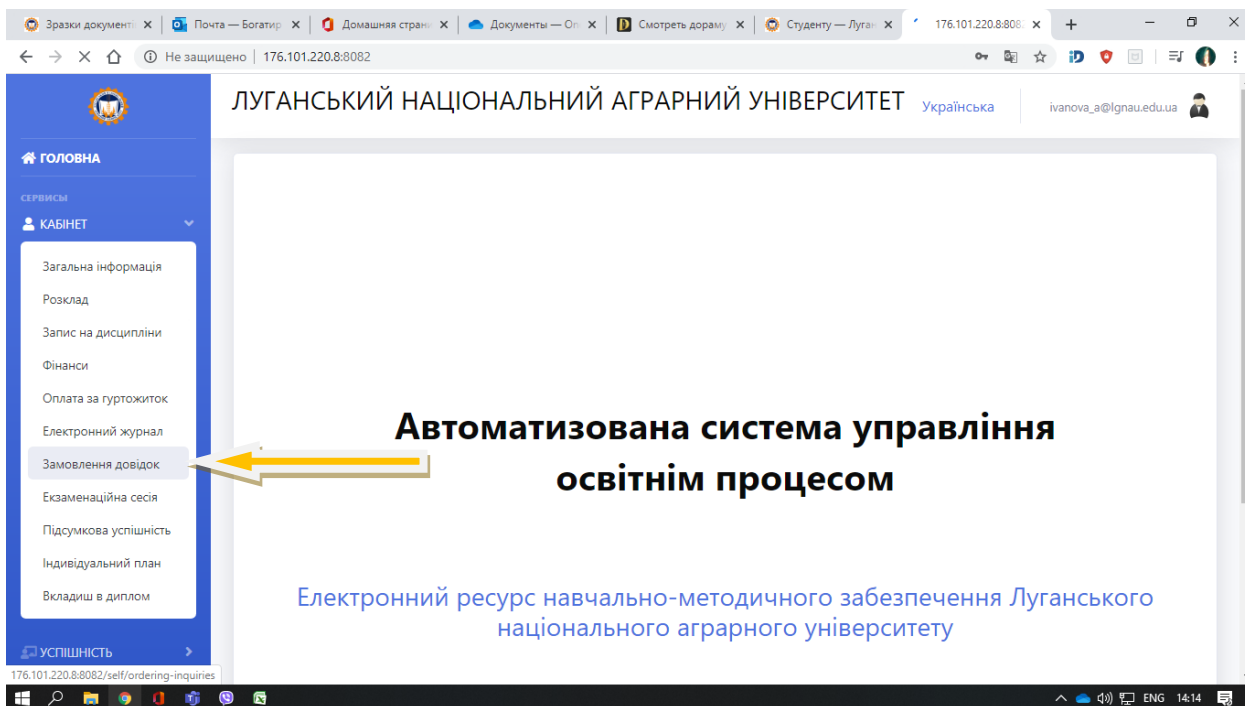 Зразки документі
Почта — Богатир
Домашняя страни
Документы — On
Смотреть дораму
Студенту — Луган
176.101.220.8:808
Не защищено | 176.101.220.8:8082
ЛУГАНСЬКИЙ НАЦІОНАЛЬНИЙ АГРАРНИЙ УНІВЕРСИТЕТ
Українська
ivanova_a@lgnau.edu.ua
ГОЛОВНА
СЕРВИСЫ
КАБІНЕТ
Загальна інформація
Розклад
Запис на дисципліни
Фінанси
Оплата за гуртожиток
Електронний журнал
Замовлення довідок
Екзаменаційна сесія
Підсумкова успішність
Індивідуальний план
Вкладиш в диплом
УСПІШНІСТЬ
Автоматизована система управління
освітнім процесом
Електронний ресурс навчально-методичного забезпечення Луганського
національного аграрного університету
176.101.220.8:8082/self/ordering-inquiries
ENG 14:14